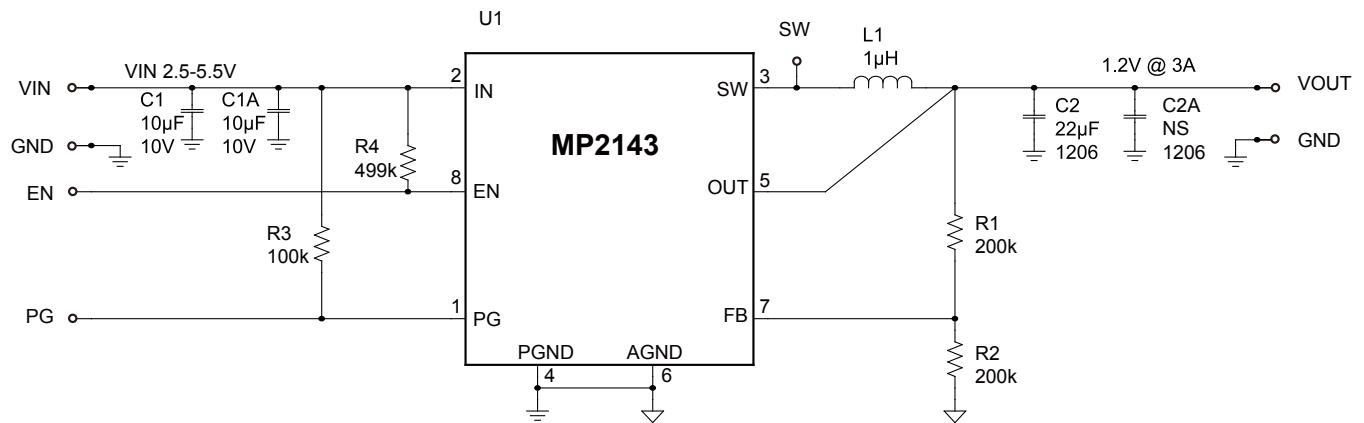 U1
SW
L1
1µH
VIN
VIN 2.5-5.5V
2
IN
SW
3
1.2V @ 3A
VOUT
C1
10µF
10V
C1A
10µF
10V
C2
22µF
1206
C2A
NS
1206
GND
GND
R4
499k
MP2143
EN
8
EN
OUT
5
R3
100k
R1
200k
PG
1
PG
FB
7
PGND
AGND
4
6
R2
200k